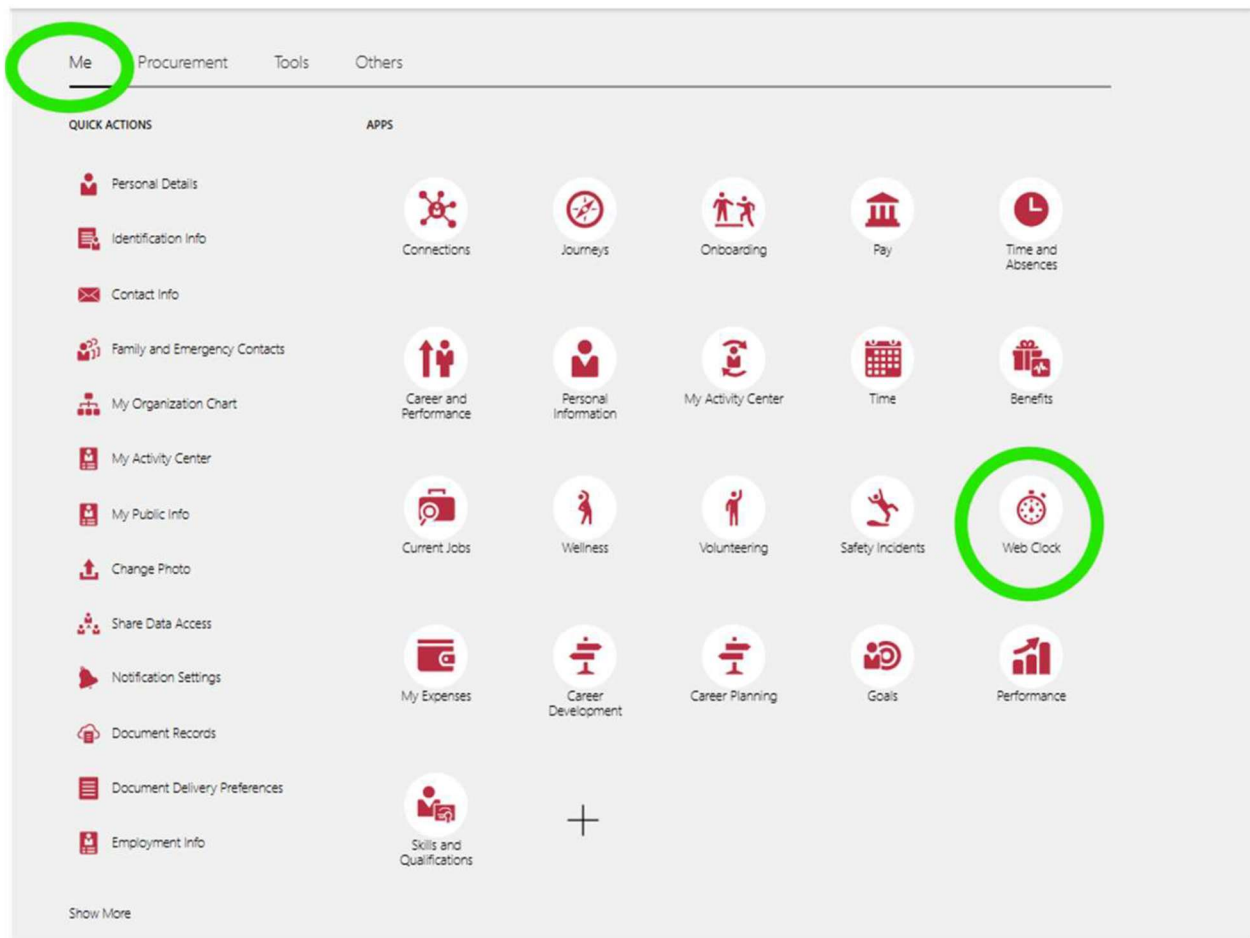 Me Procurement Tools Others
QUICK ACTIONS
Personal Details
Identification Info
Contact Info
Family and Emergency Contacts
My Organization Chart
My Activity Center
My Public Info
Change Photo
Share Data Access
Notification Settings
Document Records
Document Delivery Preferences
Employment Info
Show More
APPS
Connections
Journeys
Onboarding
Pay
Time and
Absences
Career and
Performance
Personal
Information
My Activity Center
Time
Benefits
Current Jobs
Wellness
Volunteering
Safety Incidents
Web Clock
My Expenses
Career
Development
Career Planning
Goals
Performance
Skills and
Qualifications